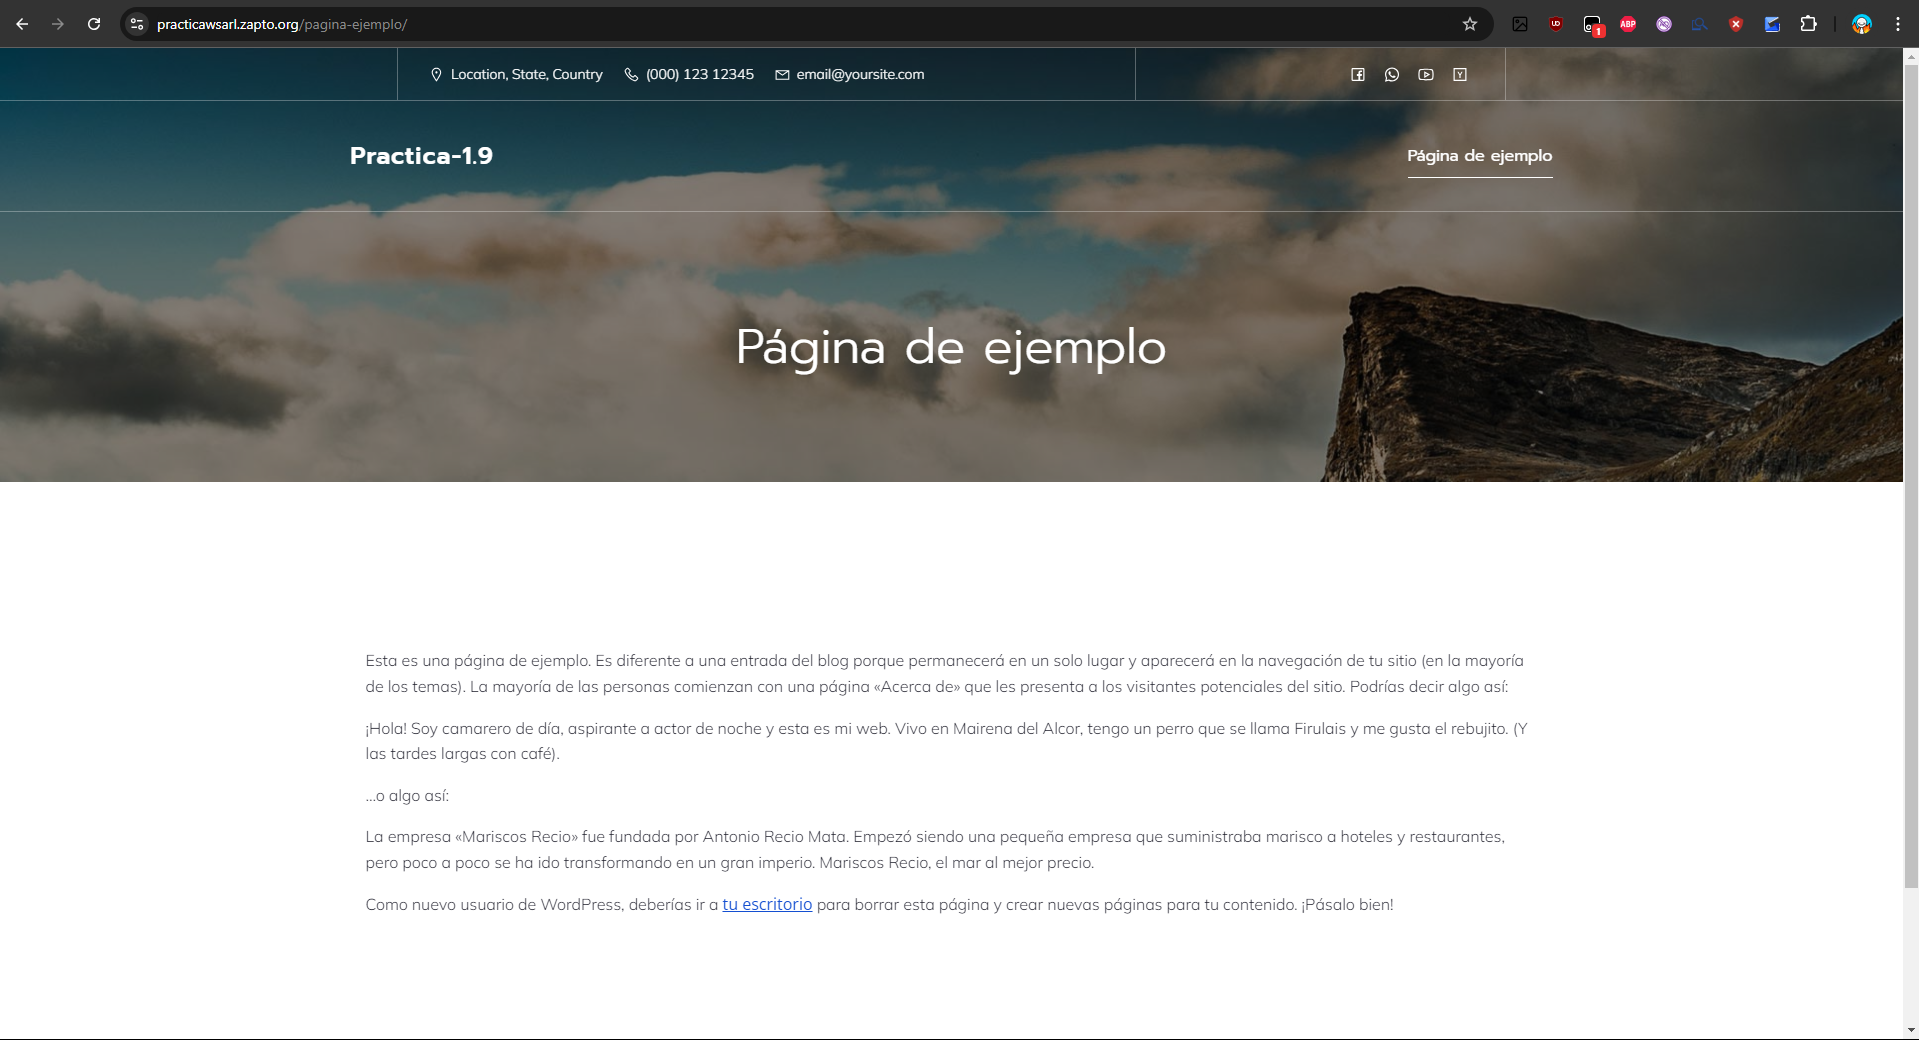 practicawsarl.zapto.org/pagina-ejemplo/
1
ABP
Location, State, Country (000) 123 12345 email@yoursite.com
Practica-1.9
Página de ejemplo
Página de ejemplo
Esta es una página de ejemplo. Es diferente a una entrada del blog porque permanecerá en un solo lugar y aparecerá en la navegación de tu sitio (en la mayoría
de los temas). La mayoría de las personas comienzan con una página «Acerca de» que les presenta a los visitantes potenciales del sitio. Podrías decir algo así:
¡Hola! Soy camarero de día, aspirante a actor de noche y esta es mi web. Vivo en Mairena del Alcor, tengo un perro que se llama Firulais y me gusta el rebujito. (Y
las tardes largas con café).
…o algo así:
La empresa «Mariscos Recio» fue fundada por Antonio Recio Mata. Empezó siendo una pequeña empresa que suministraba marisco a hoteles y restaurantes,
pero poco a poco se ha ido transformando en un gran imperio. Mariscos Recio, el mar al mejor precio.
Como nuevo usuario de WordPress, deberías ir a tu escritorio para borrar esta página y crear nuevas páginas para tu contenido. ¡Pásalo bien!